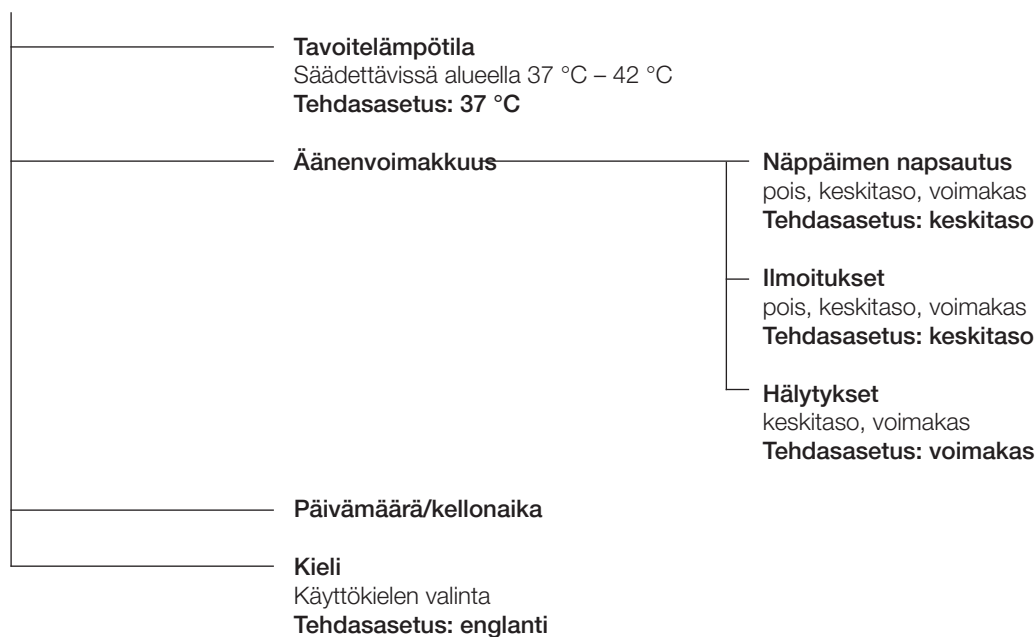 Tavoitelämpötila
Säädettävissä alueella 37 °C – 42 °C
Tehdasasetus: 37 °C
Äänenvoimakkuus
Näppäimen napsautus
pois, keskitaso, voimakas
Tehdasasetus: keskitaso
Ilmoitukset
pois, keskitaso, voimakas
Tehdasasetus: keskitaso
Hälytykset
keskitaso, voimakas
Tehdasasetus: voimakas
Päivämäärä/kellonaika
Kieli
Käyttökielen valinta
Tehdasasetus: englanti